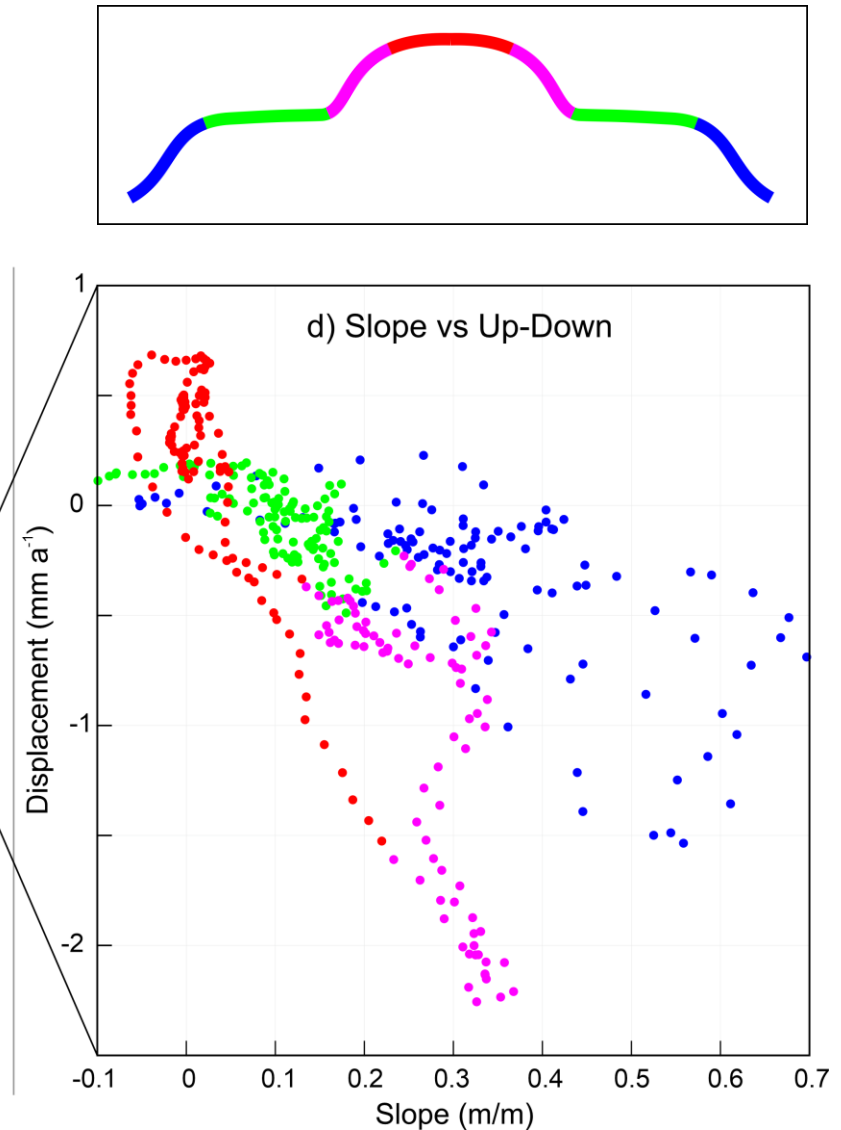 1
d) Slope vs Up-Down
0
-1
-2
Displacement (mm a⁻¹)
-0.1 0 0.1 0.2 0.3 0.4 0.5 0.6 0.7
Slope (m/m)